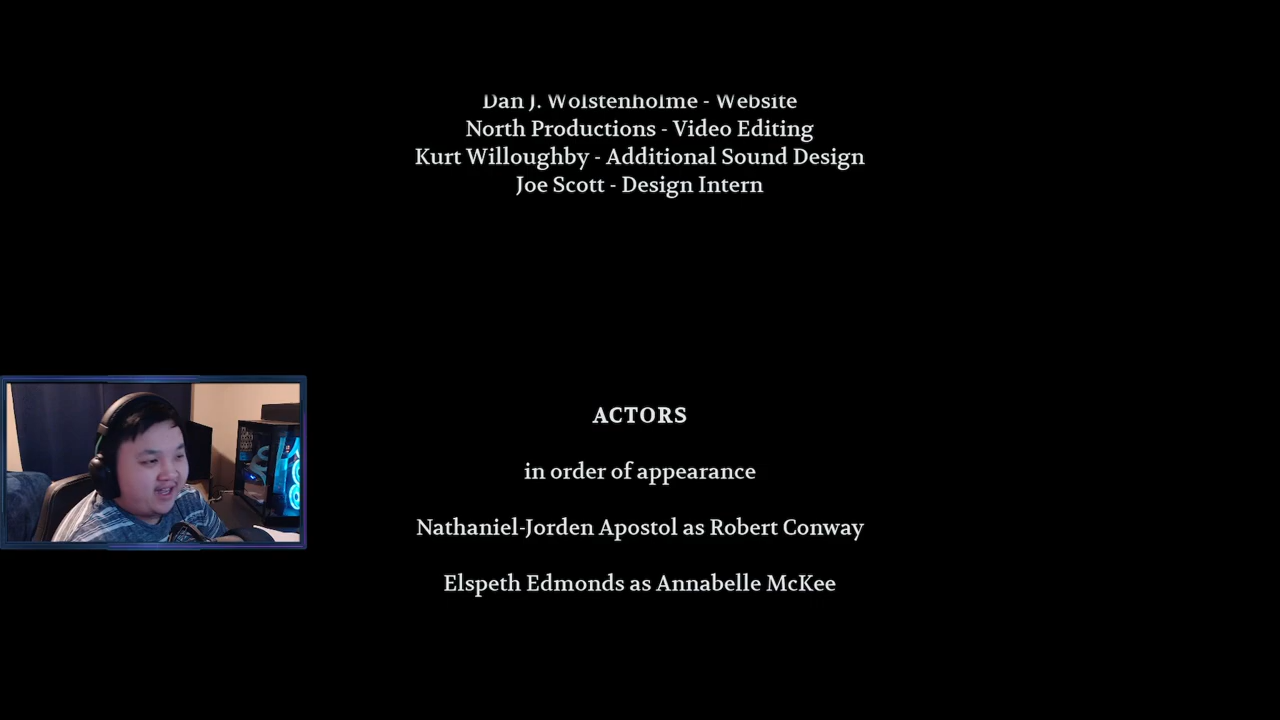 Dan J. Wolstenholme - Website
North Productions - Video Editing
Kurt Willoughby - Additional Sound Design
Joe Scott - Design Intern
ACTORS
in order of appearance
Nathaniel-Jorden Apostol as Robert Conway
Elspeth Edmonds as Annabelle McKee